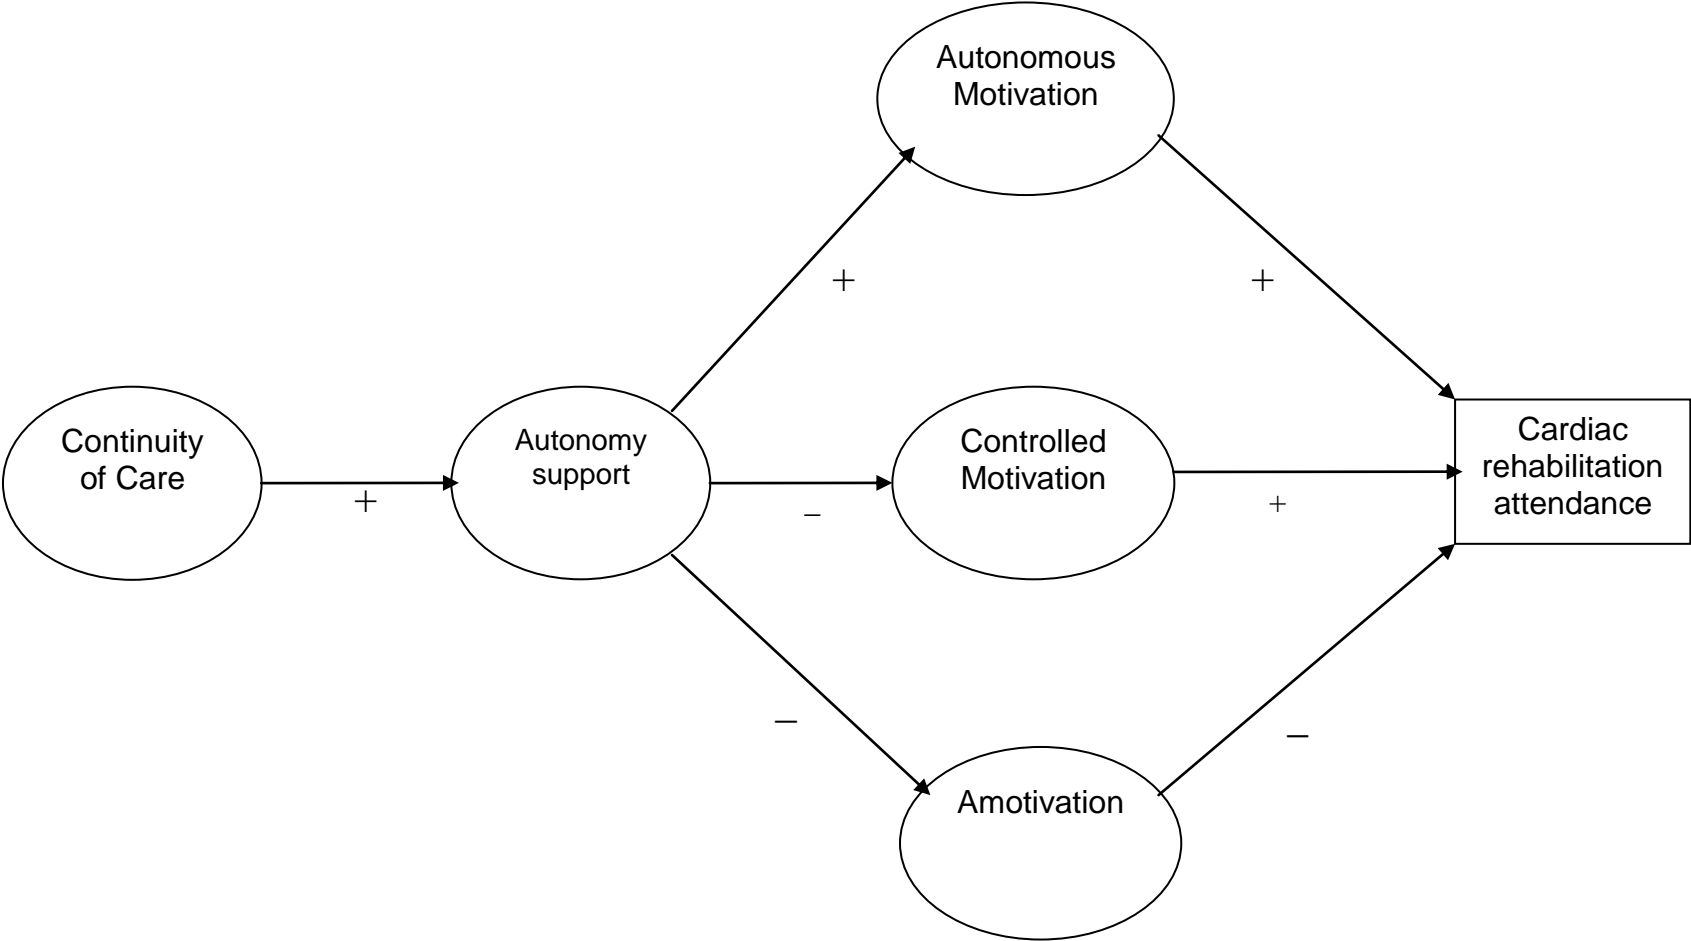 Autonomous
Motivation
+
+
Continuity
of Care
+
Autonomy
support
−
Controlled
Motivation
+
Cardiac
rehabilitation
attendance
−
−
Amotivation